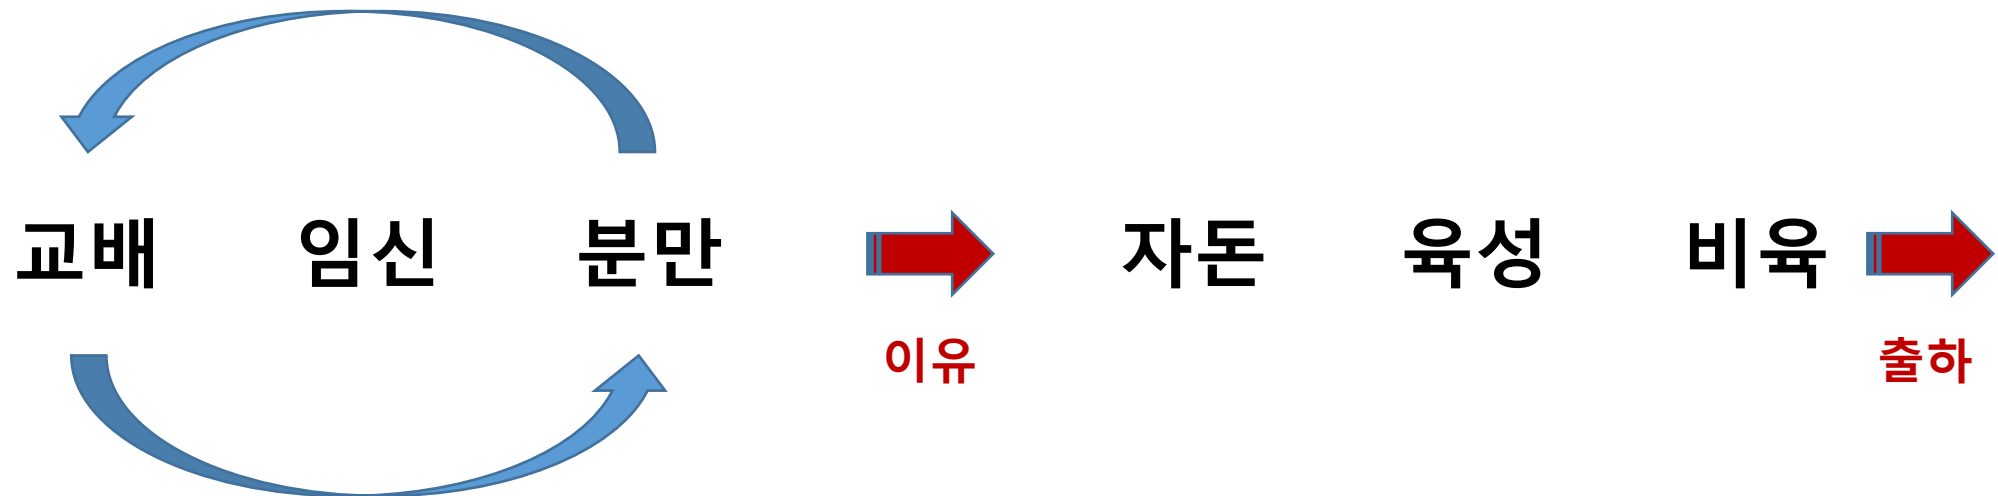 교배 임신 분만 자돈 육성 비육
이유 출하